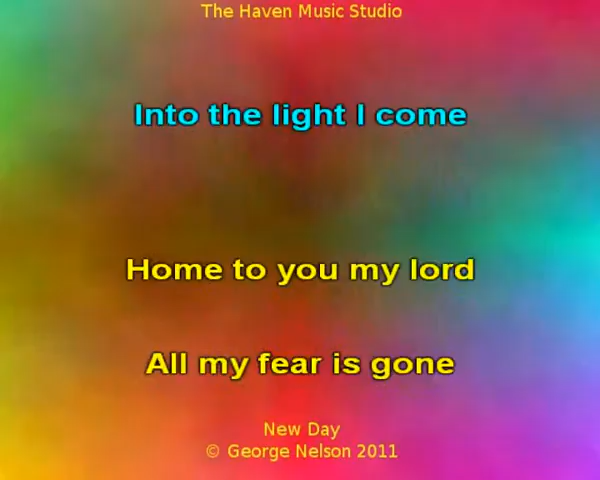 The Haven Music Studio
Into the light I come
Home to you my lord
All my fear is gone
New Day
© George Nelson 2011